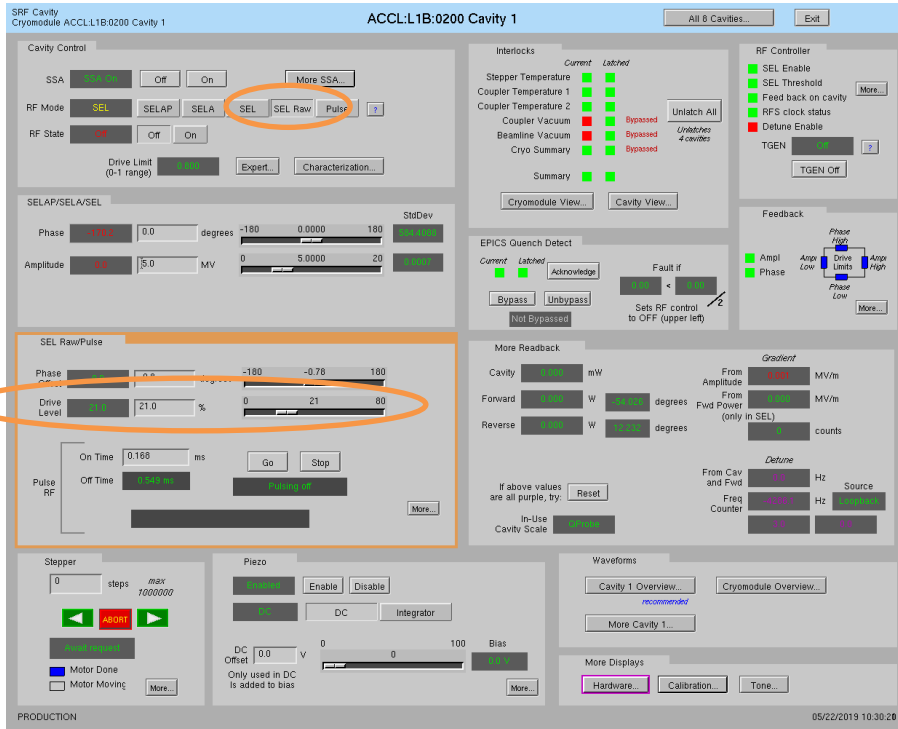 SRF Cavity
Cryomodule ACCL:L1B:0200 Cavity 1
ACCL:L1B:0200 Cavity 1
All 8 Cavities...
Exit
Cavity Control
SSA
SSA On
Off
On
More SSA...
RF Mode
SEL
SELAP
SELA
SEL
SEL Raw
Pulse
?
RF State
Off
On
Drive Limit
(0-1 range)
0.800
Expert...
Characterization...
SELAP/SELA/SEL
StdDev
Phase
0.0
degrees
-180
0.0000
180
584.4088
Amplitude
5.0
MV
0
5.0000
20
0.0007
SEL Raw/Pulse
Phase
-180
-0.78
180
Drive
Level
21.0
21.0
%
0
21
80
Pulse
RF
On Time
0.168
ms
Off Time
0.549 ms
Go
Stop
Pulsing off
More...
Stepper
0
steps
max
1000000
ABORT
Await request
Motor Done
Motor Moving
More...
Piezo
Enabled
Enable
Disable
DC
DC
Integrator
DC
Offset
0.0
V
0
0
100
Bias
0.0 V
Only used in DC
Is added to bias
More...
Interlocks
Current
Latched
Stepper Temperature
Coupler Temperature 1
Coupler Temperature 2
Coupler Vacuum
Bypassed
Beamline Vacuum
Bypassed
Cryo Summary
Bypassed
Summary
Unlatch All
Unlatches
4 cavities
Cryomodule View...
Cavity View...
EPICS Quench Detect
Current
Latched
Acknowledge
Bypass
Unbypass
Not Bypassed
Fault if
0.00
<
0.00
Sets RF control
to OFF (upper left)
2
RF Controller
SEL Enable
SEL Threshold
Feed back on cavity
RFS clock status
Detune Enable
More...
TGEN
Off
?
TGEN Off
Feedback
Ampl
Phase
Phase
High
Ampl
Low
Drive
Limits
Ampl
High
Phase
Low
More...
More Readback
Cavity
0.000
mW
Forward
0.000
W
-54.026
degrees
Reverse
0.000
W
12.232
degrees
Gradient
From
Amplitude
0.001
MV/m
From
Fwd Power
0.000
MV/m
(only in SEL)
0
counts
Detune
From Cav
and Fwd
Hz
Freq
Counter
Hz
Source
Loopback
If above values
are all purple, try:
Reset
In-Use
Cavity Scale
QProbe
Waveforms
Cavity 1 Overview...
recommended
Cryomodule Overview...
More Cavity 1...
More Displays
Hardware...
Calibration...
Tone...
PRODUCTION
05/22/2019 10:30:20